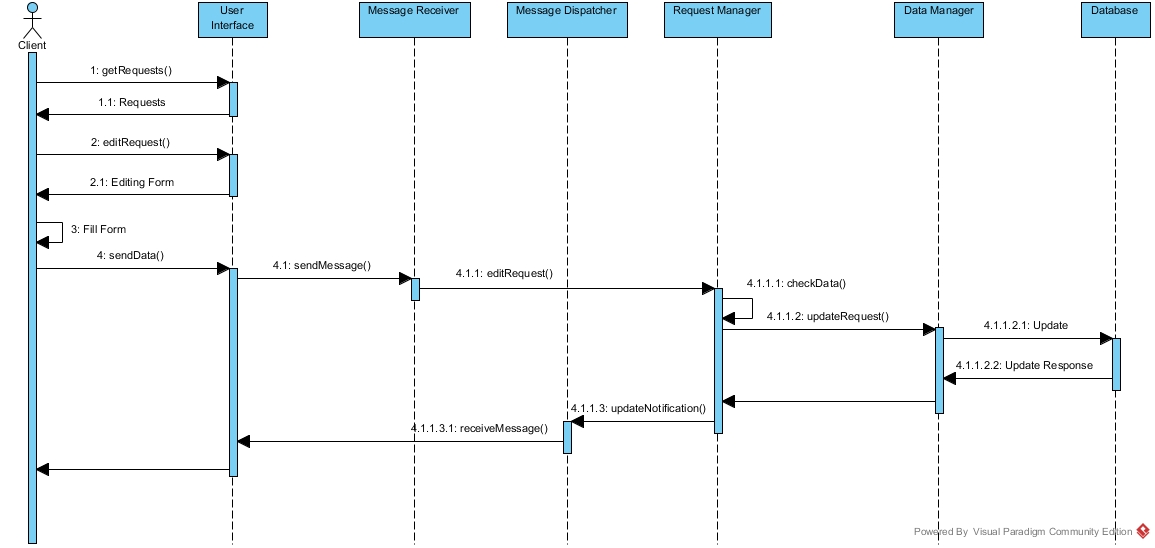 User
Interface
Message Receiver
Message Dispatcher
Request Manager
Data Manager
Database
Client
1: getRequests()
1.1: Requests
2: editRequest()
2.1: Editing Form
3: Fill Form
4: sendData()
4.1: sendMessage()
4.1.1: editRequest()
4.1.1.1: checkData()
4.1.1.2: updateRequest()
4.1.1.2.1: Update
4.1.1.2.2: Update Response
4.1.1.3: updateNotification()
4.1.1.3.1: receiveMessage()
Powered By Visual Paradigm Community Edition